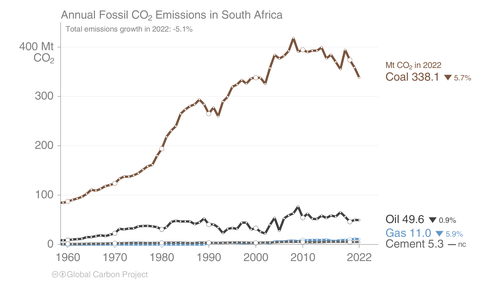 Annual Fossil CO₂ Emissions in South Africa
Total emissions growth in 2022: -5.1%
400 Mt
CO₂
300
200
100
0
1960 1970 1980 1990 2000 2010 2022
Mt CO₂ in 2022
Coal 338.1 ▼ 5.7%
Oil 49.6 ▼ 0.9%
Gas 11.0 ▼ 5.9%
Cement 5.3 — nc
Global Carbon Project